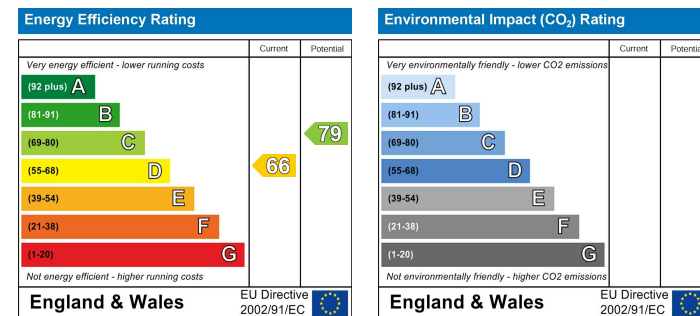 Energy Efficiency Rating
Current Potential
Very energy efficient - lower running costs
(92 plus) A
(81-91) B
(69-80) C
79
(55-68) D
66
(39-54) E
(21-38) F
(1-20) G
Not energy efficient - higher running costs
England & Wales
EU Directive
2002/91/EC
Environmental Impact (CO2) Rating
Current Potentia
Very environmentally friendly - lower CO2 emissions
(92 plus) A
(81-91) B
(69-80) C
(55-68) D
(39-54) E
(21-38) F
(1-20) G
Not environmentally friendly - higher CO2 emissions
England & Wales
EU Directive
2002/91/EC